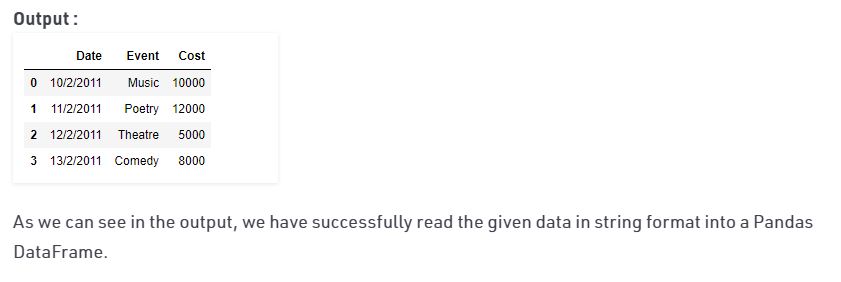 Output :
Date Event Cost
0 10/2/2011 Music 10000
1 11/2/2011 Poetry 12000
2 12/2/2011 Theatre 5000
3 13/2/2011 Comedy 8000
As we can see in the output, we have successfully read the given data in string format into a Pandas
DataFrame.